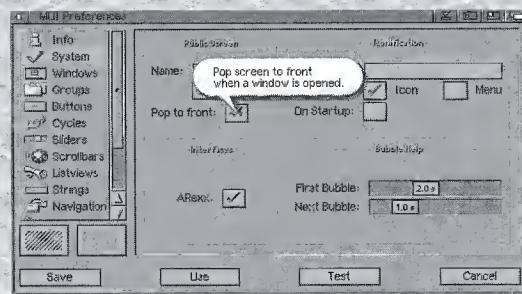 MUI Preferences
Info
System
Windows
Groups
Buttons
Cycles
Sliders
Scrollbars
Listviews
Strings
Navigation
Public Screen
Name:
Pop screen to front
when a window is opened.
Pop to front:
Iconification
Icon
Menu
On Startup:
Interfaces
ARexx:
Bubble Help
First Bubble:
2.0 s
Next Bubble:
1.0 s
Save
Use
Test
Cancel